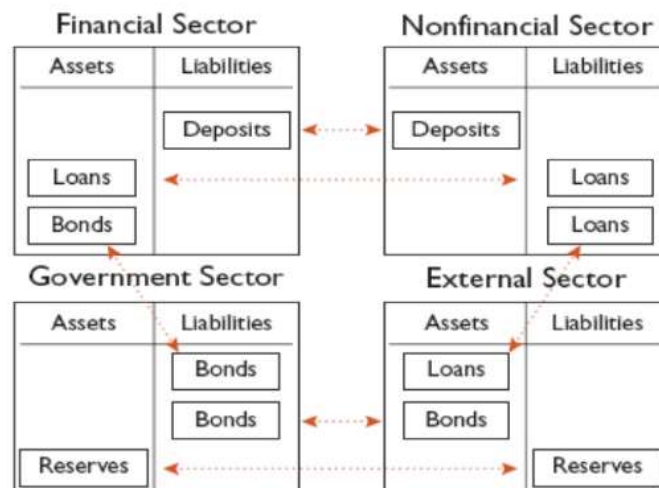 Financial Sector
Assets Liabilities
Deposits
Loans
Bonds
Nonfinancial Sector
Assets Liabilities
Deposits
Loans
Loans
Government Sector
Assets Liabilities
Bonds
Bonds
Reserves
External Sector
Assets Liabilities
Loans
Bonds
Reserves